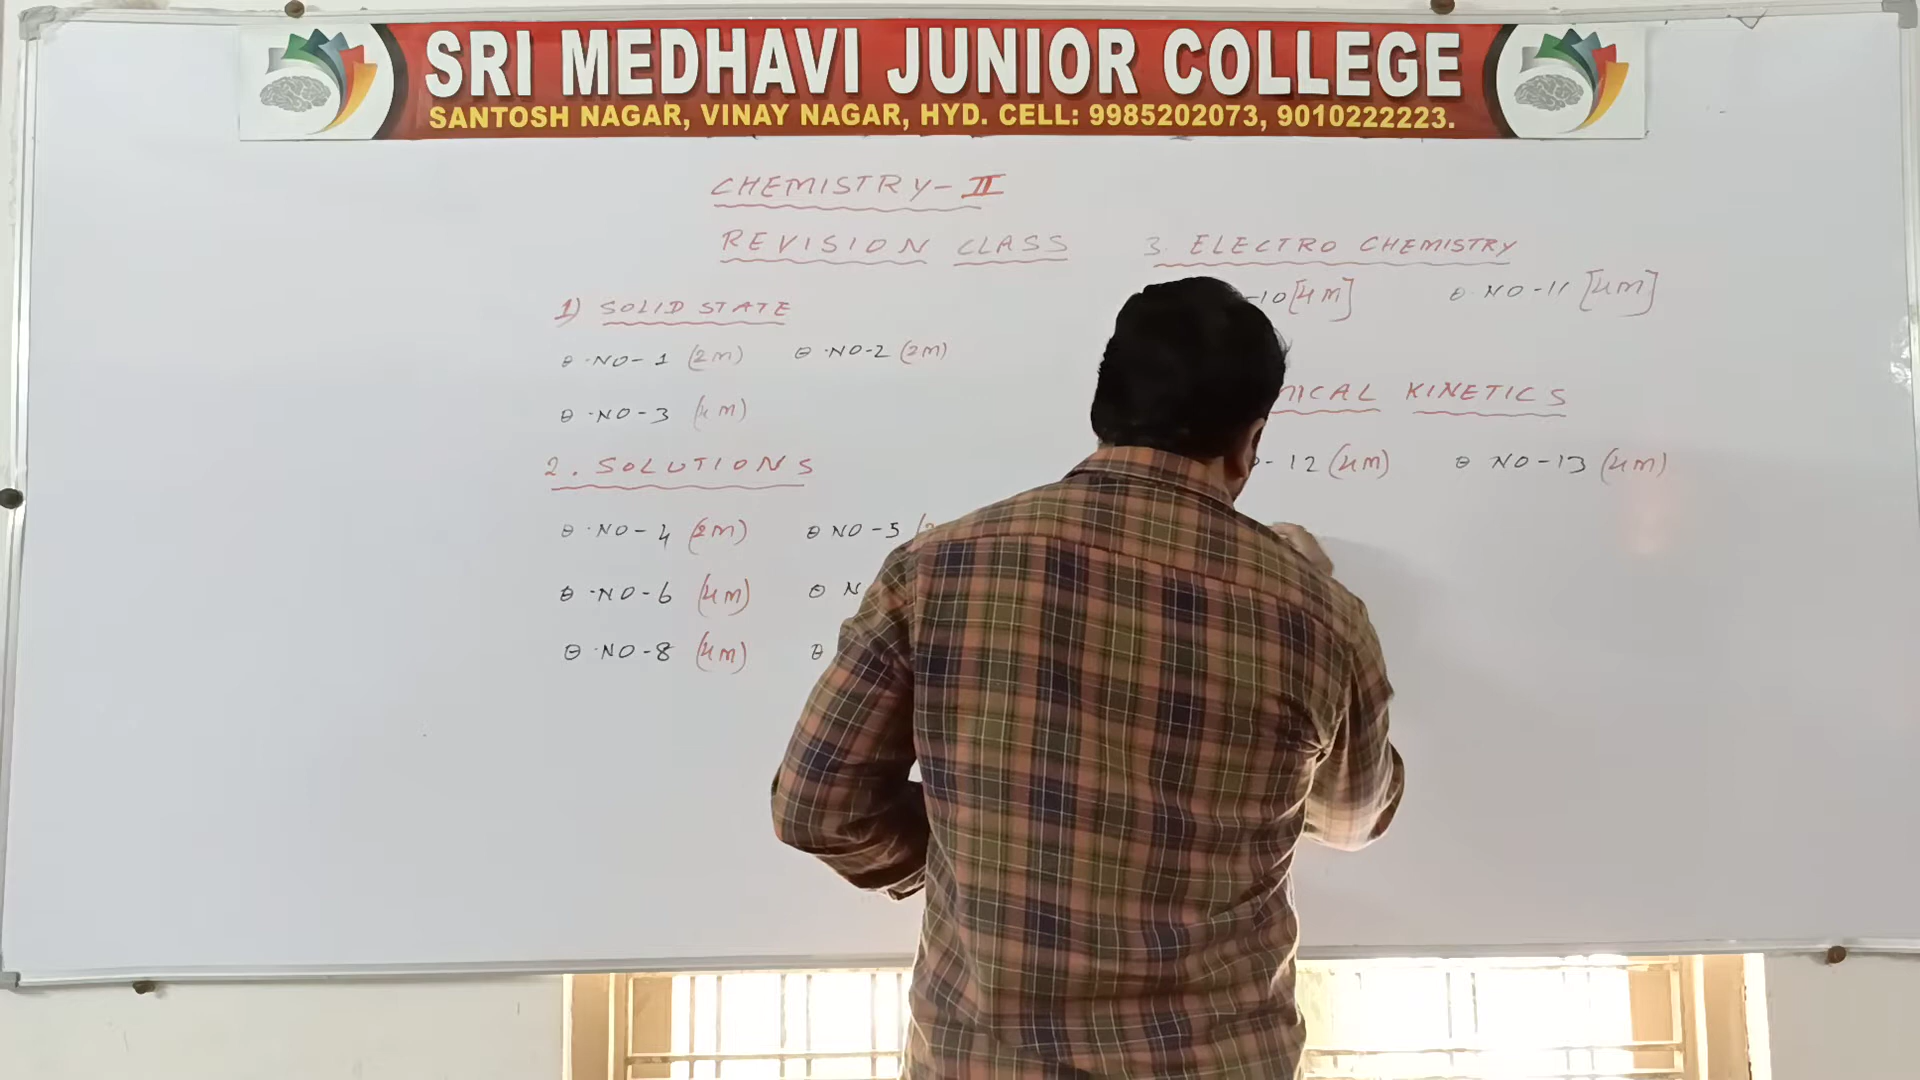 SRI MEDHAVI JUNIOR COLLEGE
SANTOSH NAGAR, VINAY NAGAR, HYD. CELL: 9985202073, 9010222223.
CHEMISTRY-II
REVISION CLASS
1) SOLID STATE
Q.NO-1 (2M) Q.NO-2 (2M)
Q.NO-3 (4M)
2. SOLUTIONS
Q.NO-4 (2M) Q NO-5
Q.NO-6 (4M) Q N
Q.NO-8 (4M) Q
3. ELECTRO CHEMISTRY
-10 [4M] Q.NO-11 [4M]
MICAL KINETICS
-12 (4M) Q NO-13 (4M)